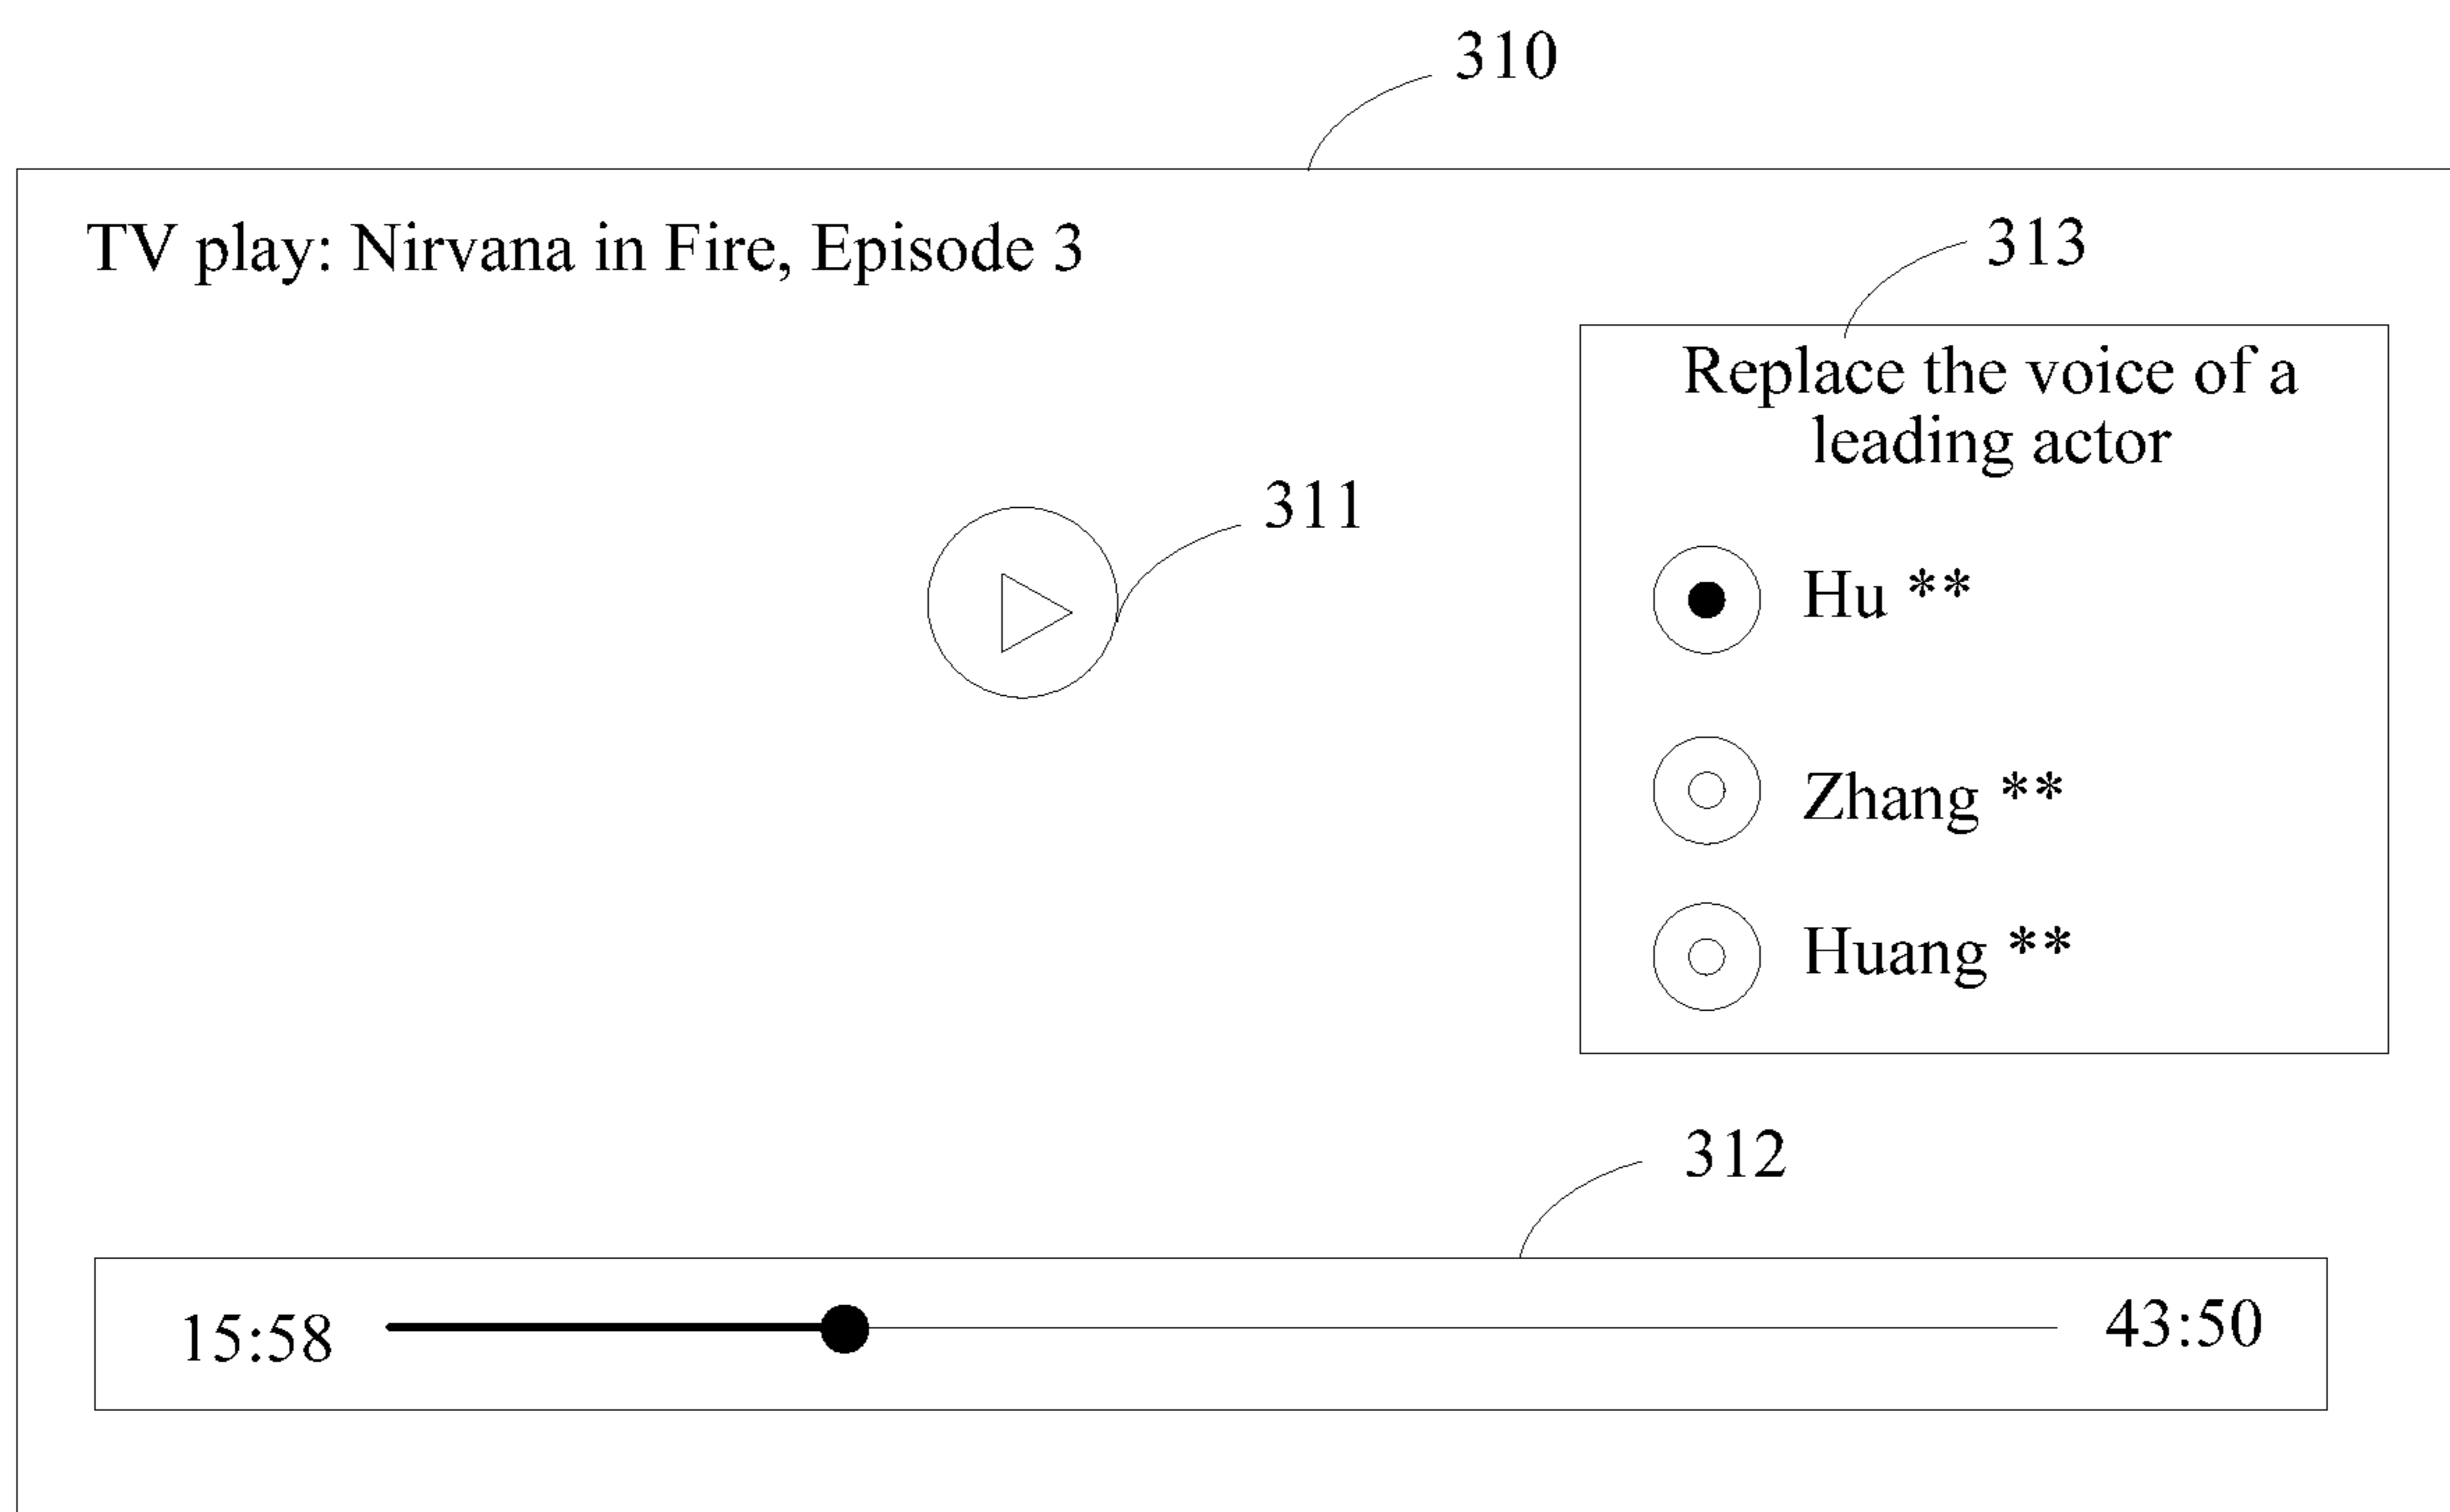 310
TV play: Nirvana in Fire, Episode 3
313
Replace the voice of a
leading actor
311
Hu **
Zhang **
Huang **
312
15:58
43:50